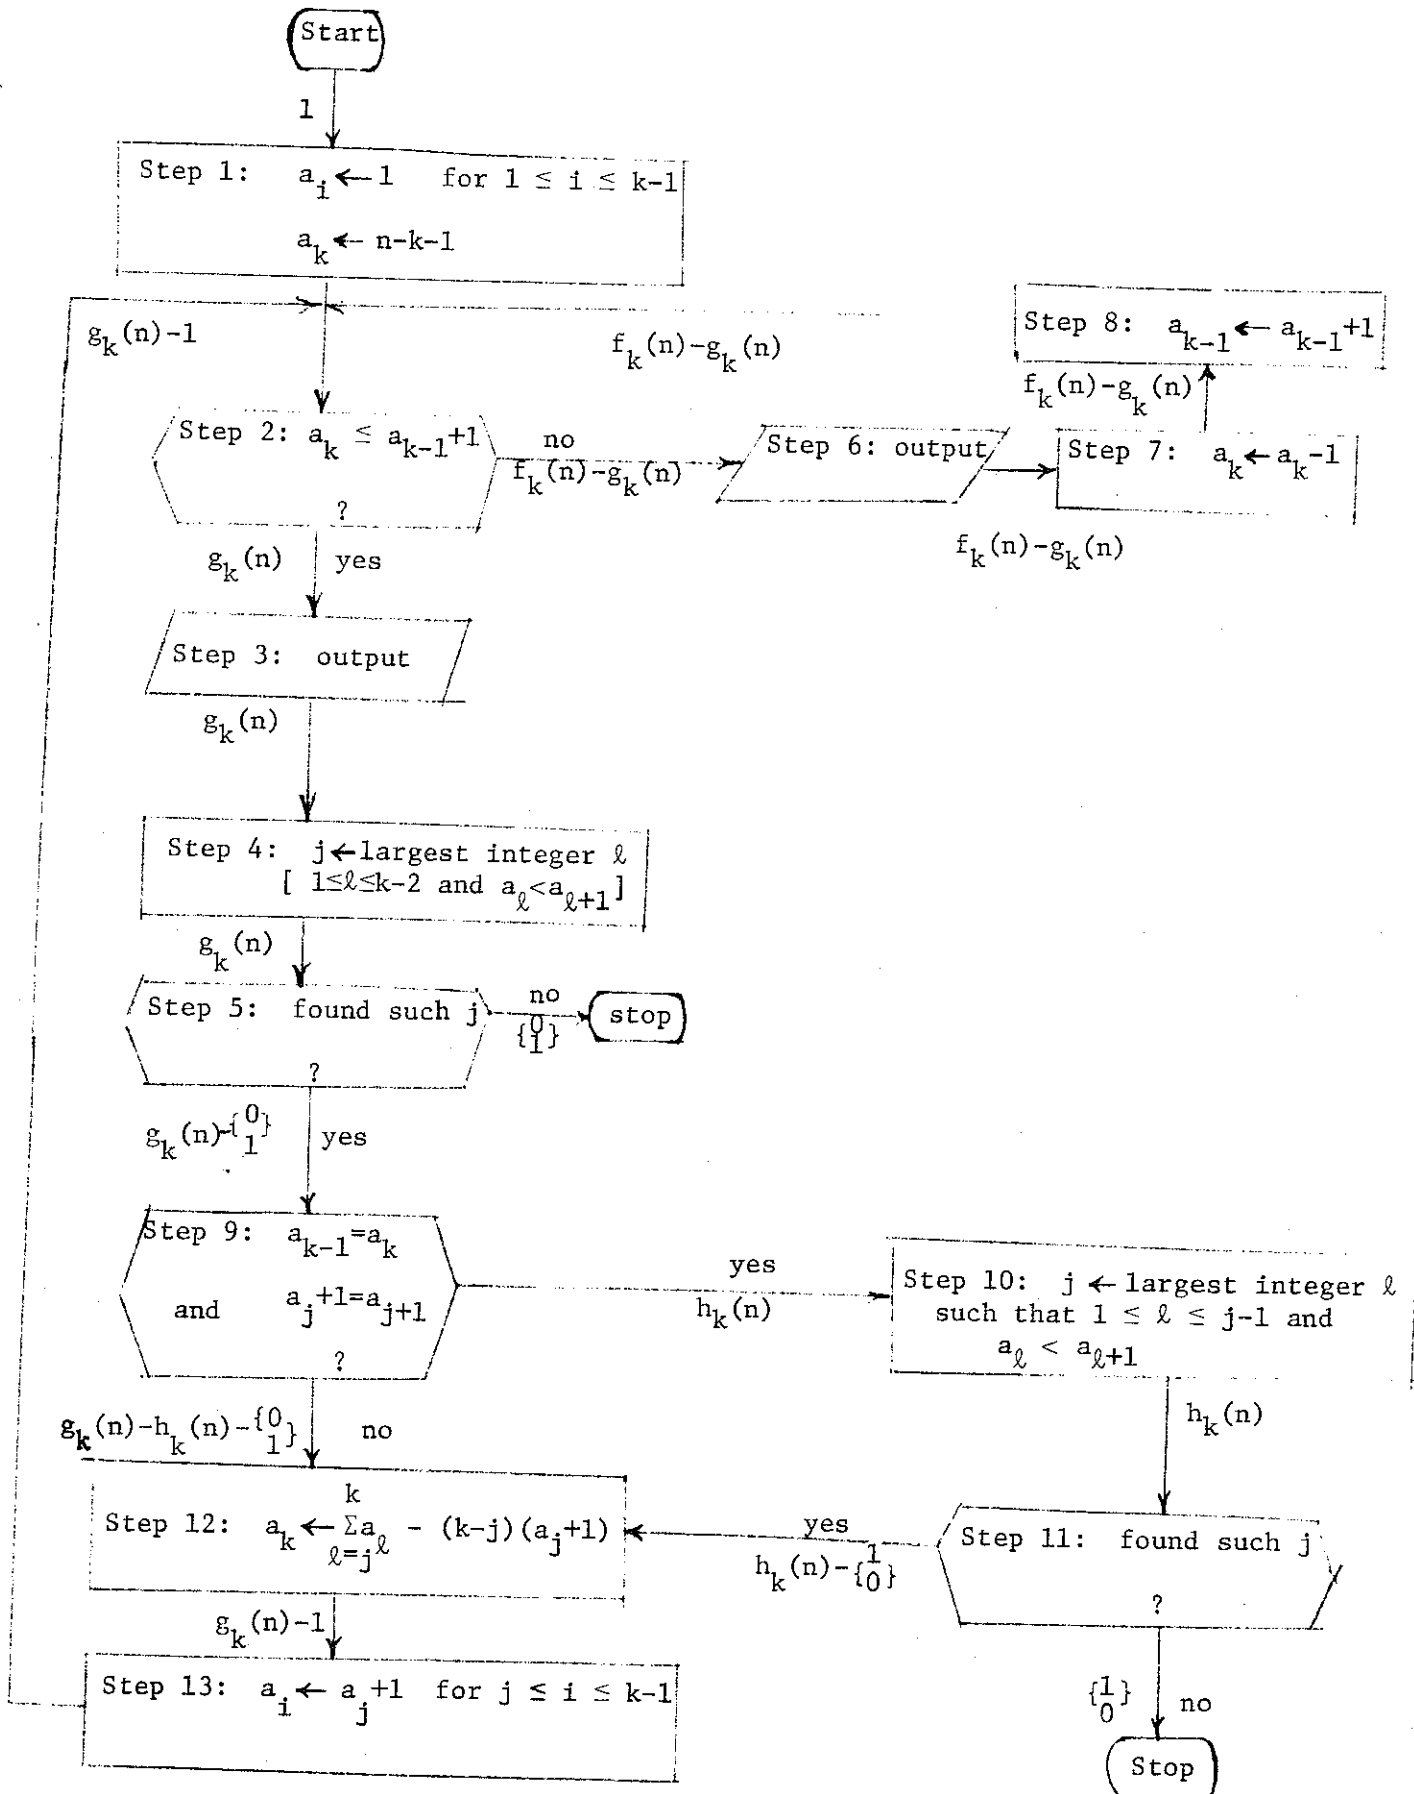 Start
1
Step 1: a_i ← 1 for 1 ≤ i ≤ k-1
a_k ← n-k-1
g_k(n)-1
f_k(n)-g_k(n)
Step 8: a_{k-1} ← a_{k-1}+1
f_k(n)-g_k(n)
Step 2: a_k ≤ a_{k-1}+1
?
no
f_k(n)-g_k(n)
Step 6: output
Step 7: a_k ← a_k-1
f_k(n)-g_k(n)
g_k(n) yes
Step 3: output
g_k(n)
Step 4: j ← largest integer ℓ
[ 1≤ℓ≤k-2 and a_ℓ<a_{ℓ+1}]
g_k(n)
Step 5: found such j
?
no
{0 1}
stop
g_k(n)-{0 1} yes
Step 9: a_{k-1}=a_k
and a_j+1=a_{j+1}
?
yes
h_k(n)
Step 10: j ← largest integer ℓ
such that 1 ≤ ℓ ≤ j-1 and
a_ℓ < a_{ℓ+1}
h_k(n)
g_k(n)-h_k(n)-{0 1} no
Step 12: a_k ← Σ_{ℓ=j}^{k} a_ℓ - (k-j)(a_j+1)
yes
h_k(n)-{1 0}
Step 11: found such j
?
g_k(n)-1
Step 13: a_i ← a_j+1 for j ≤ i ≤ k-1
{1 0} no
Stop